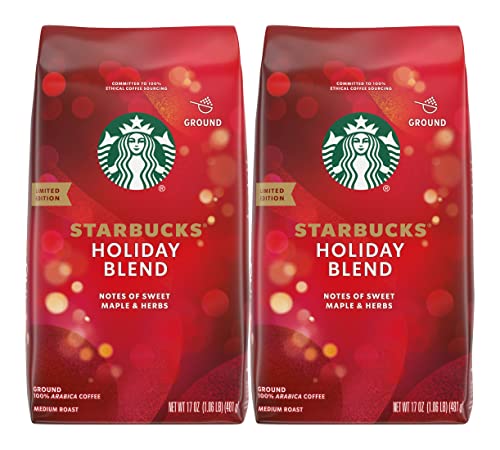 COMMITTED TO 100%
ETHICAL COFFEE SOURCING
GROUND
LIMITED
EDITION
STARBUCKS®
HOLIDAY
BLEND
NOTES OF SWEET
MAPLE & HERBS
GROUND
100% ARABICA COFFEE
MEDIUM ROAST
NET WT 17 OZ (1.06 LB) (481g)
COMMITTED TO 100%
ETHICAL COFFEE SOURCING
GROUND
LIMITED
EDITION
STARBUCKS®
HOLIDAY
BLEND
NOTES OF SWEET
MAPLE & HERBS
GROUND
100% ARABICA COFFEE
MEDIUM ROAST
NET WT 17 OZ (1.06 LB) (481g)